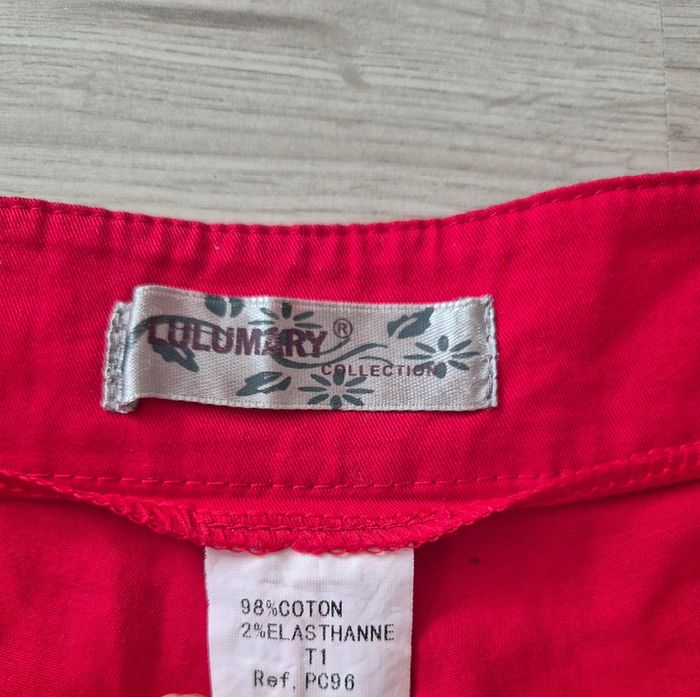 LULUMARY®
COLLECTION
98%COTON
2%ELASTHANNE
T1
Ref. PC96